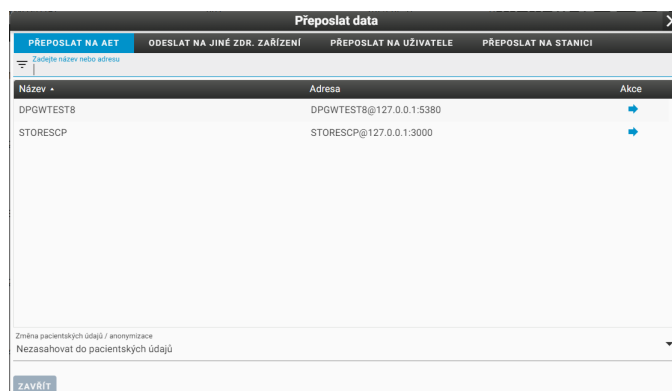 Přeposlat data
PŘEPOSLAT NA AET ODESLAT NA JINÉ ZDR. ZAŘÍZENÍ PŘEPOSLAT NA UŽIVATELE PŘEPOSLAT NA STANICI
Zadejte název nebo adresu
Název Adresa Akce
DPGWTEST8 DPGWTEST8@127.0.0.1:5380
STORESCP STORESCP@127.0.0.1:3000
Změna pacientských údajů / anonymizace
Nezasahovat do pacientských údajů
ZAVŘÍT